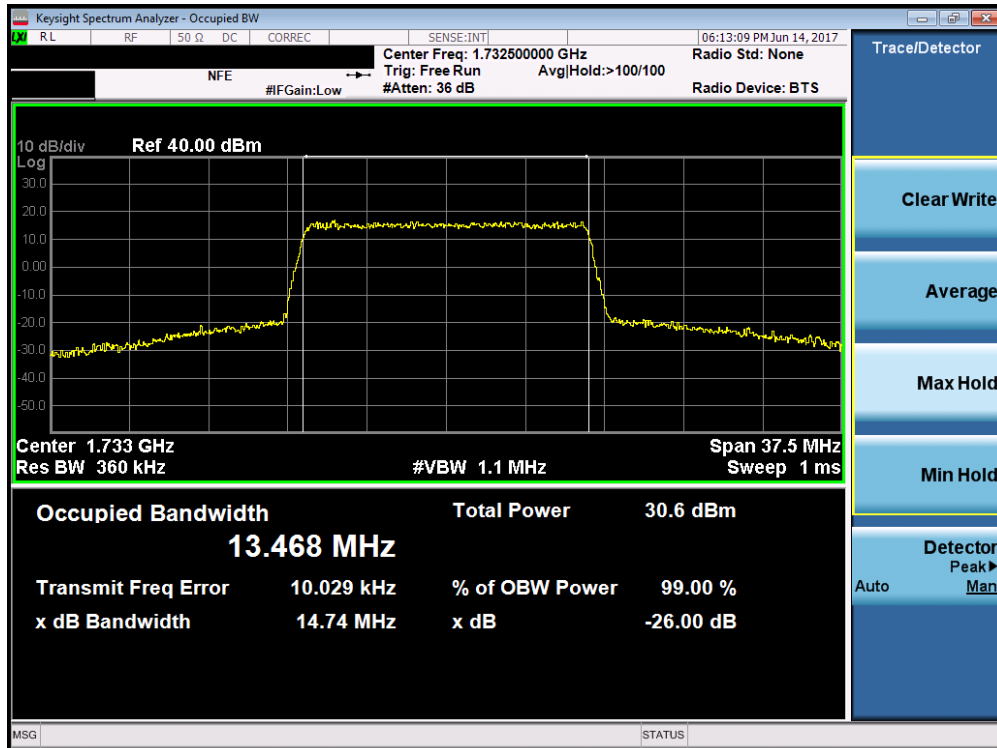 Keysight Spectrum Analyzer - Occupied BW
LXI RL RF 50 Ω DC CORREC SENSE:INT 06:13:09 PM Jun 14, 2017
Center Freq: 1.732500000 GHz Radio Std: None
NFE Trig: Free Run Avg|Hold:>100/100
#IFGain:Low #Atten: 36 dB Radio Device: BTS
10 dB/div Ref 40.00 dBm
Log
30.0
20.0
10.0
0.00
-10.0
-20.0
-30.0
-40.0
-50.0
Center 1.733 GHz Span 37.5 MHz
Res BW 360 kHz #VBW 1.1 MHz Sweep 1 ms
Occupied Bandwidth Total Power 30.6 dBm
13.468 MHz
Transmit Freq Error 10.029 kHz % of OBW Power 99.00 %
x dB Bandwidth 14.74 MHz x dB -26.00 dB
MSG STATUS
Trace/Detector
Clear Write
Average
Max Hold
Min Hold
Detector
Peak▶
Auto Man